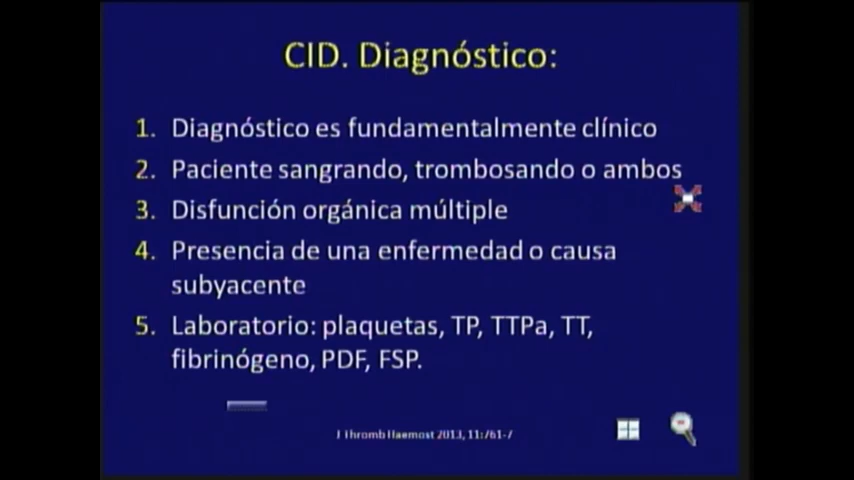 CID. Diagnóstico:
1. Diagnóstico es fundamentalmente clínico
2. Paciente sangrando, trombosando o ambos
3. Disfunción orgánica múltiple
4. Presencia de una enfermedad o causa
subyacente
5. Laboratorio: plaquetas, TP, TTPa, TT,
fibrinógeno, PDF, FSP.
J Thromb Haemost 2013, 11:761-7